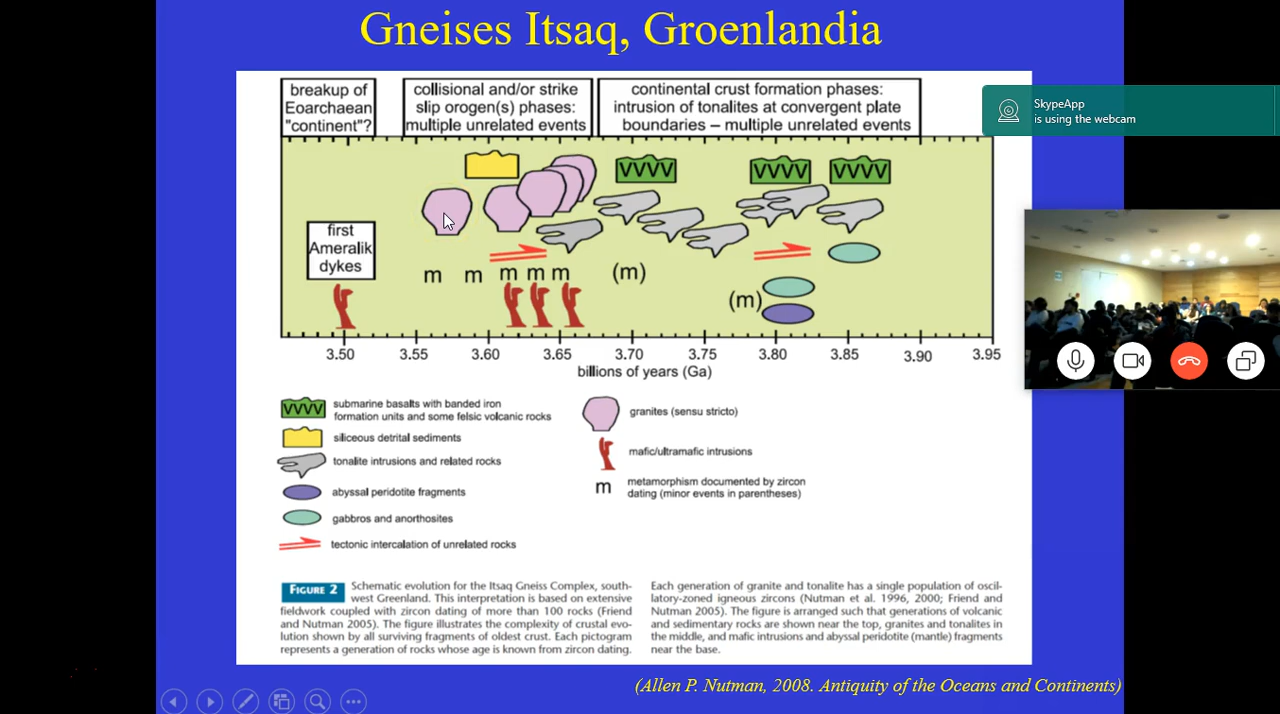 Gneises Itsaq, Groenlandia
breakup of
Eoarchaean
"continent"?
collisional and/or strike
slip orogen(s) phases:
multiple unrelated events
continental crust formation phases:
intrusion of tonalites at convergent plate
boundaries – multiple unrelated events
SkypeApp
is using the webcam
VVVV
VVVV
VVVV
first
Ameralik
dykes
m m m m m (m)
(m)
3.50 3.55 3.60 3.65 3.70 3.75 3.80 3.85 3.90 3.95
billions of years (Ga)
VVVV
submarine basalts with banded iron
formation units and some felsic volcanic rocks
siliceous detrital sediments
tonalite intrusions and related rocks
abyssal peridotite fragments
gabbros and anorthosites
tectonic intercalation of unrelated rocks
granites (sensu stricto)
mafic/ultramafic intrusions
m
metamorphism documented by zircon
dating (minor events in parentheses)
FIGURE 2 Schematic evolution for the Itsaq Gneiss Complex, south-
west Greenland. This interpretation is based on extensive
fieldwork coupled with zircon dating of more than 100 rocks (Friend
and Nutman 2005). The figure illustrates the complexity of crustal evo-
lution shown by all surviving fragments of oldest crust. Each pictogram
represents a generation of rocks whose age is known from zircon dating.
Each generation of granite and tonalite has a single population of oscil-
latory-zoned igneous zircons (Nutman et al. 1996, 2000; Friend and
Nutman 2005). The figure is arranged such that generations of volcanic
and sedimentary rocks are shown near the top, granites and tonalites in
the middle, and mafic intrusions and abyssal peridotite (mantle) fragments
near the base.
(Allen P. Nutman, 2008. Antiquity of the Oceans and Continents)